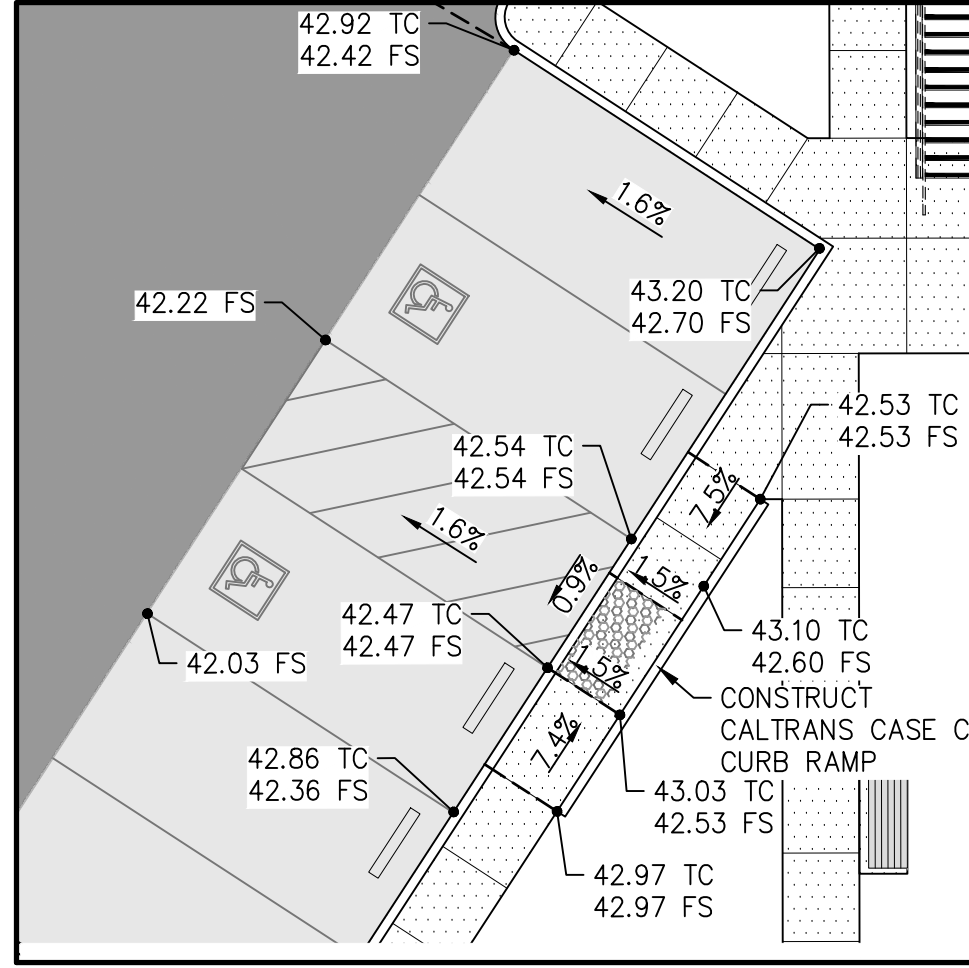 42.92 TC
42.42 FS
1.6%
43.20 TC
42.70 FS
42.22 FS
42.53 TC
42.53 FS
42.54 TC
42.54 FS
7.5%
1.6%
1.5%
0.9%
42.47 TC
42.47 FS
43.10 TC
42.60 FS
42.03 FS
1.5%
CONSTRUCT
CALTRANS CASE C
CURB RAMP
7.4%
42.86 TC
42.36 FS
43.03 TC
42.53 FS
42.97 TC
42.97 FS